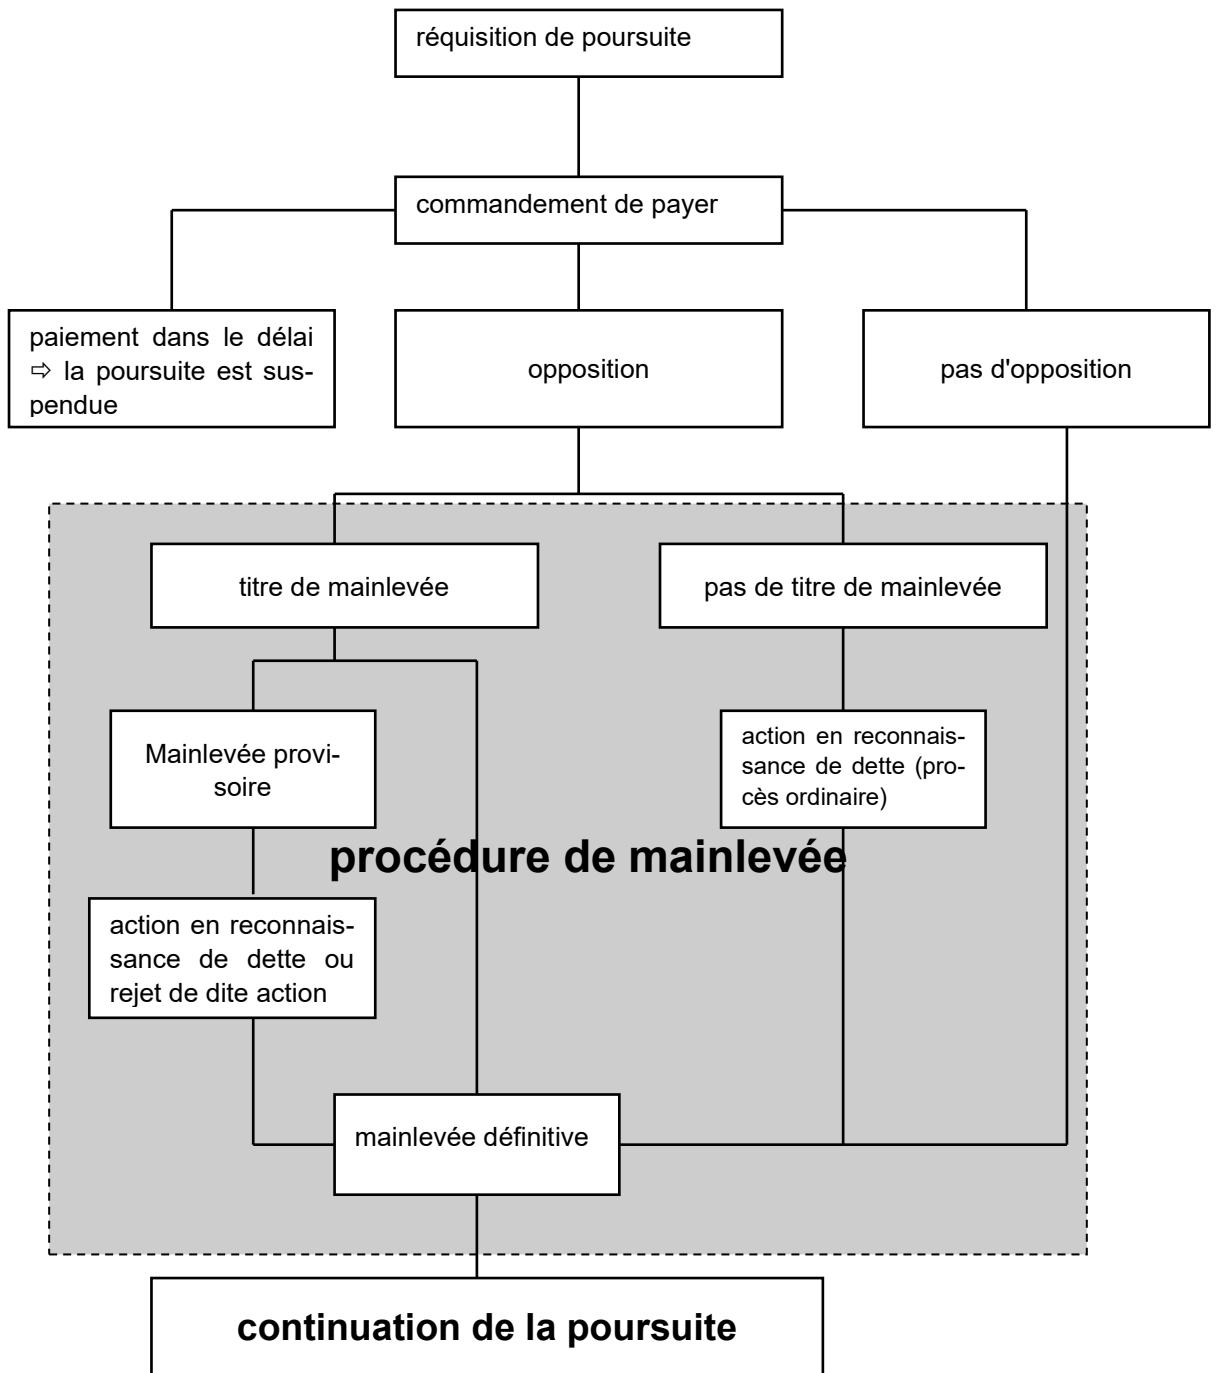 réquisition de poursuite
commandement de payer
paiement dans le délai
⇨ la poursuite est sus-
pendue
opposition
pas d'opposition
titre de mainlevée
pas de titre de mainlevée
Mainlevée provi-
soire
action en reconnais-
sance de dette (pro-
cès ordinaire)
procédure de mainlevée
action en reconnais-
sance de dette ou
rejet de dite action
mainlevée définitive
continuation de la poursuite